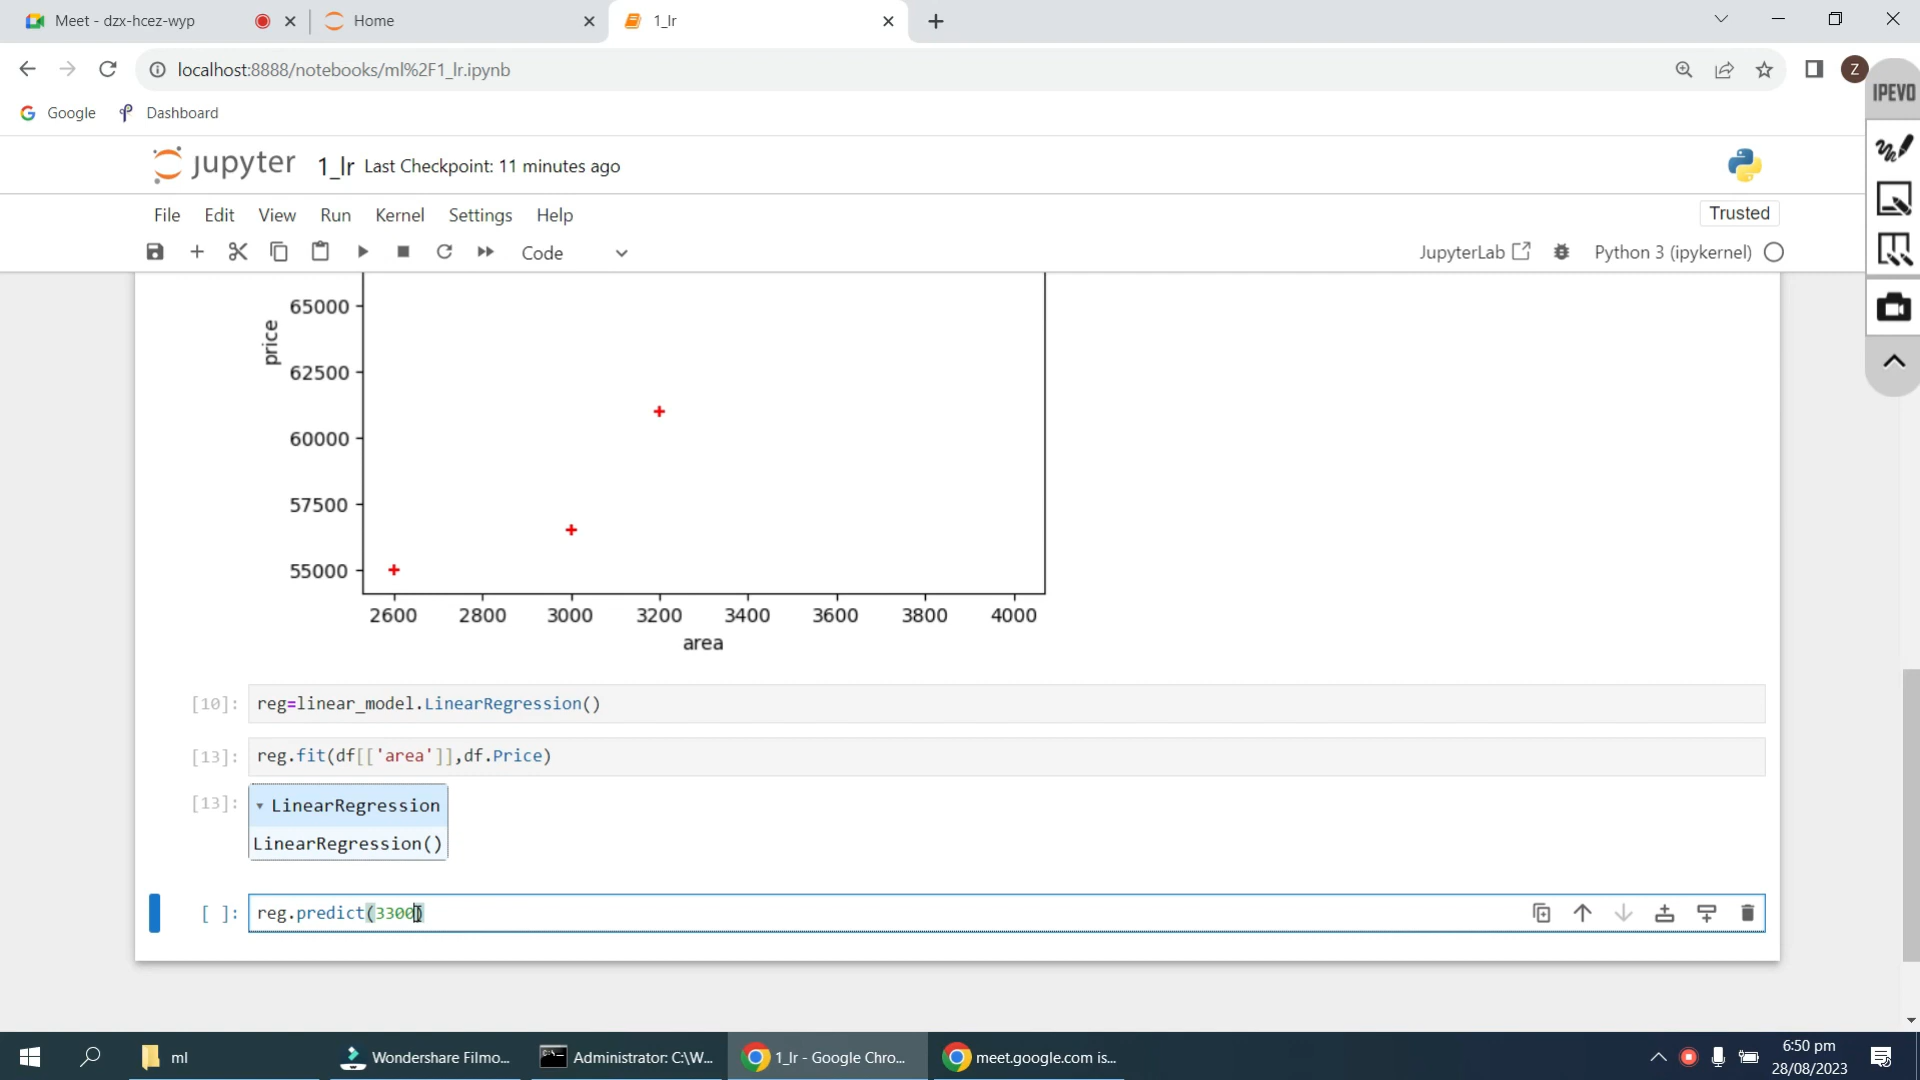 Meet - dzx-hcez-wyp
Home
1_lr
localhost:8888/notebooks/ml%2F1_lr.ipynb
Z
Google
Dashboard
IPEVO
jupyter
1_lr Last Checkpoint: 11 minutes ago
File Edit View Run Kernel Settings Help
Trusted
Code
JupyterLab
Python 3 (ipykernel)
65000
62500
60000
57500
55000
price
2600 2800 3000 3200 3400 3600 3800 4000
area
[10]: reg=linear_model.LinearRegression()
[13]: reg.fit(df[['area']],df.Price)
[13]: ▾ LinearRegression
LinearRegression()
[ ]: reg.predict(3300)
ml
Wondershare Filmo...
Administrator: C:\W...
1_lr - Google Chro...
meet.google.com is...
6:50 pm
28/08/2023